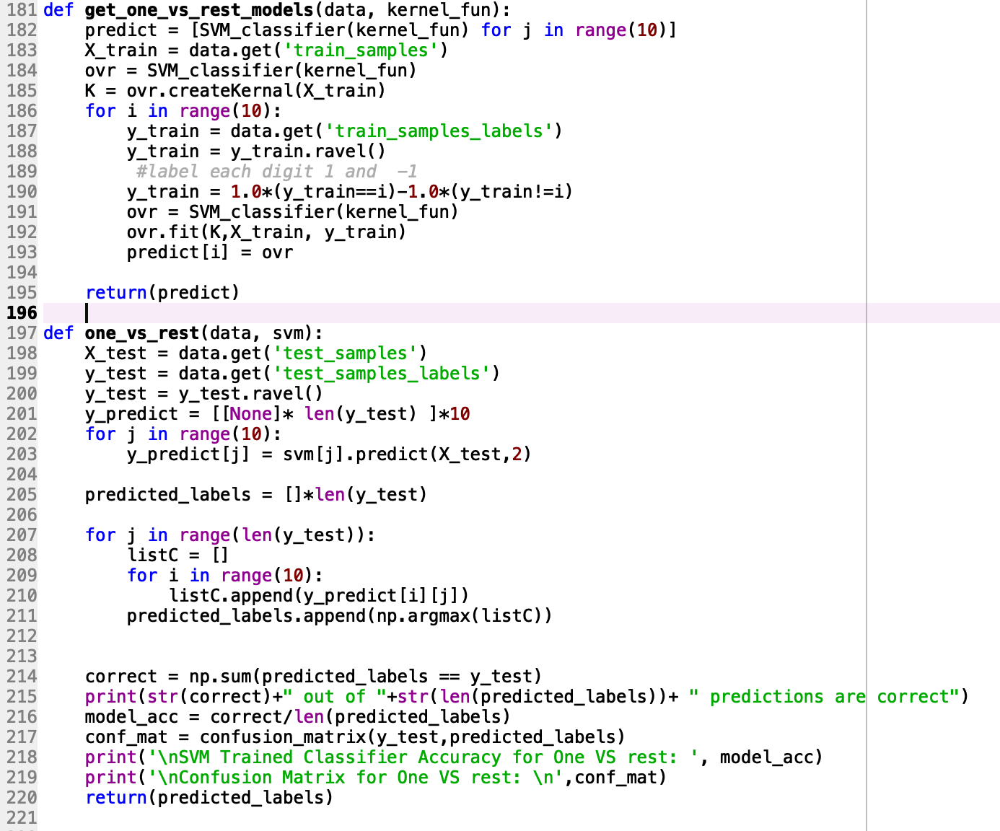 181 def get_one_vs_rest_models(data, kernel_fun):
182     predict = [SVM_classifier(kernel_fun) for j in range(10)]
183     X_train = data.get('train_samples')
184     ovr = SVM_classifier(kernel_fun)
185     K = ovr.createKernal(X_train)
186     for i in range(10):
187         y_train = data.get('train_samples_labels')
188         y_train = y_train.ravel()
189          #label each digit 1 and  -1
190         y_train = 1.0*(y_train==i)-1.0*(y_train!=i)
191         ovr = SVM_classifier(kernel_fun)
192         ovr.fit(K,X_train, y_train)
193         predict[i] = ovr
194
195     return(predict)
196
197 def one_vs_rest(data, svm):
198     X_test = data.get('test_samples')
199     y_test = data.get('test_samples_labels')
200     y_test = y_test.ravel()
201     y_predict = [[None]* len(y_test) ]*10
202     for j in range(10):
203         y_predict[j] = svm[j].predict(X_test,2)
204
205     predicted_labels = []*len(y_test)
206
207     for j in range(len(y_test)):
208         listC = []
209         for i in range(10):
210             listC.append(y_predict[i][j])
211         predicted_labels.append(np.argmax(listC))
212
213
214     correct = np.sum(predicted_labels == y_test)
215     print(str(correct)+" out of "+str(len(predicted_labels))+ " predictions are correct")
216     model_acc = correct/len(predicted_labels)
217     conf_mat = confusion_matrix(y_test,predicted_labels)
218     print('\nSVM Trained Classifier Accuracy for One VS rest: ', model_acc)
219     print('\nConfusion Matrix for One VS rest: \n',conf_mat)
220     return(predicted_labels)
221